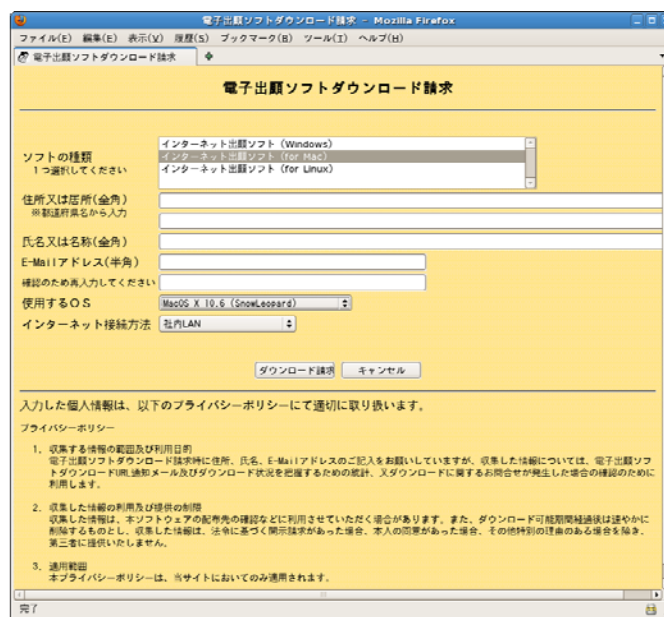 電子出願ソフトダウンロード請求 - Mozilla Firefox
ファイル(F) 編集(E) 表示(V) 履歴(S) ブックマーク(B) ツール(T) ヘルプ(H)
電子出願ソフトダウンロード請求
電子出願ソフトダウンロード請求
インターネット出願ソフト (Windows)
ソフトの種類
インターネット出願ソフト (for Mac)
1つ選択してください
インターネット出願ソフト (for Linux)
住所又は居所(全角)
※都道府県名から入力
氏名又は名称(全角)
E-Mailアドレス(半角)
確認のため再入力してください
使用するOS
MacOS X 10.6 (SnowLeopard)
インターネット接続方法
社内LAN
ダウンロード請求
キャンセル
入力した個人情報は、以下のプライバシーポリシーにて適切に取り扱います。
プライバシーポリシー
1. 収集する情報の範囲及び利用目的
電子出願ソフトダウンロード請求時に住所、氏名、E-Mailアドレスのご記入をお願いしていますが、収集した情報については、電子出願ソフ
トダウンロードURL通知メール及びダウンロード状況を把握するための統計、又ダウンロードに関するお問合せが発生した場合の確認のために
利用します。
2. 収集した情報の利用及び提供の制限
収集した情報は、本ソフトウェアの配布先の確認などに利用させていただく場合があります。また、ダウンロード可能期間経過後は速やかに
削除するものとし、収集した情報は、法令に基づく開示請求があった場合、本人の同意があった場合、その他特別の理由のある場合を除き、
第三者に提供いたしません。
3. 適用範囲
本プライバシーポリシーは、当サイトにおいてのみ適用されます。
完了